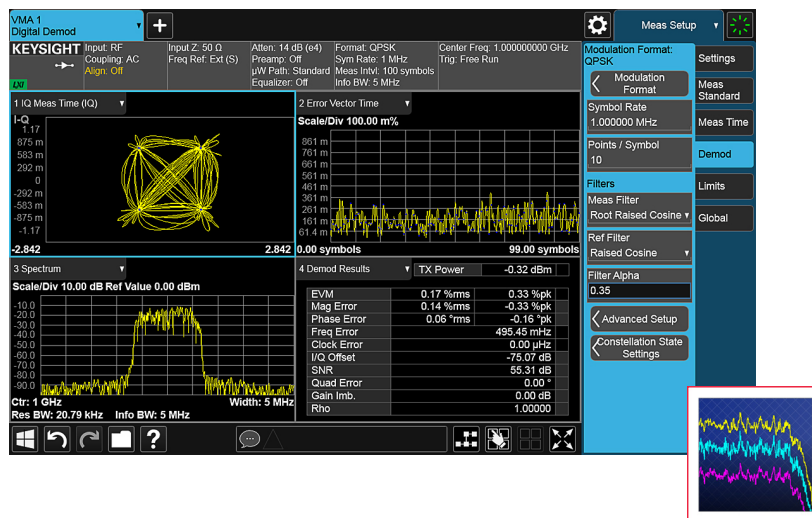 VMA 1
Digital Demod
Meas Setup
KEYSIGHT
Input: RF
Coupling: AC
Align: Off
Input Z: 50 Ω
Freq Ref: Ext (S)
Atten: 14 dB (e4)
Preamp: Off
µW Path: Standard
Equalizer: Off
Format: QPSK
Sym Rate: 1 MHz
Meas Intvl: 100 symbols
Info BW: 5 MHz
Center Freq: 1.000000000 GHz
Trig: Free Run
LXI
Modulation Format:
QPSK
Modulation
Format
Symbol Rate
1.000000 MHz
Points / Symbol
10
Filters
Meas Filter
Root Raised Cosine
Ref Filter
Raised Cosine
Filter Alpha
0.35
Advanced Setup
Constellation State
Settings
Settings
Meas
Standard
Meas Time
Demod
Limits
Global
1 IQ Meas Time (IQ)
I-Q
1.17
875 m
583 m
292 m
0
-292 m
-583 m
-875 m
-1.17
-2.842
2.842
2 Error Vector Time
Scale/Div 100.00 m%
861 m
761 m
661 m
561 m
461 m
361 m
261 m
161 m
61.4 m
0.00 symbols
99.00 symbols
3 Spectrum
Scale/Div 10.00 dB Ref Value 0.00 dBm
-10.0
-20.0
-30.0
-40.0
-50.0
-60.0
-70.0
-80.0
-90.0
Ctr: 1 GHz
Width: 5 MHz
Res BW: 20.79 kHz Info BW: 5 MHz
4 Demod Results
TX Power -0.32 dBm
EVM 0.17 %rms 0.33 %pk
Mag Error 0.14 %rms -0.33 %pk
Phase Error 0.06 °rms -0.16 °pk
Freq Error 495.45 mHz
Clock Error 0.00 µHz
I/Q Offset -75.07 dB
SNR 55.31 dB
Quad Error 0.00 °
Gain Imb. 0.00 dB
Rho 1.00000